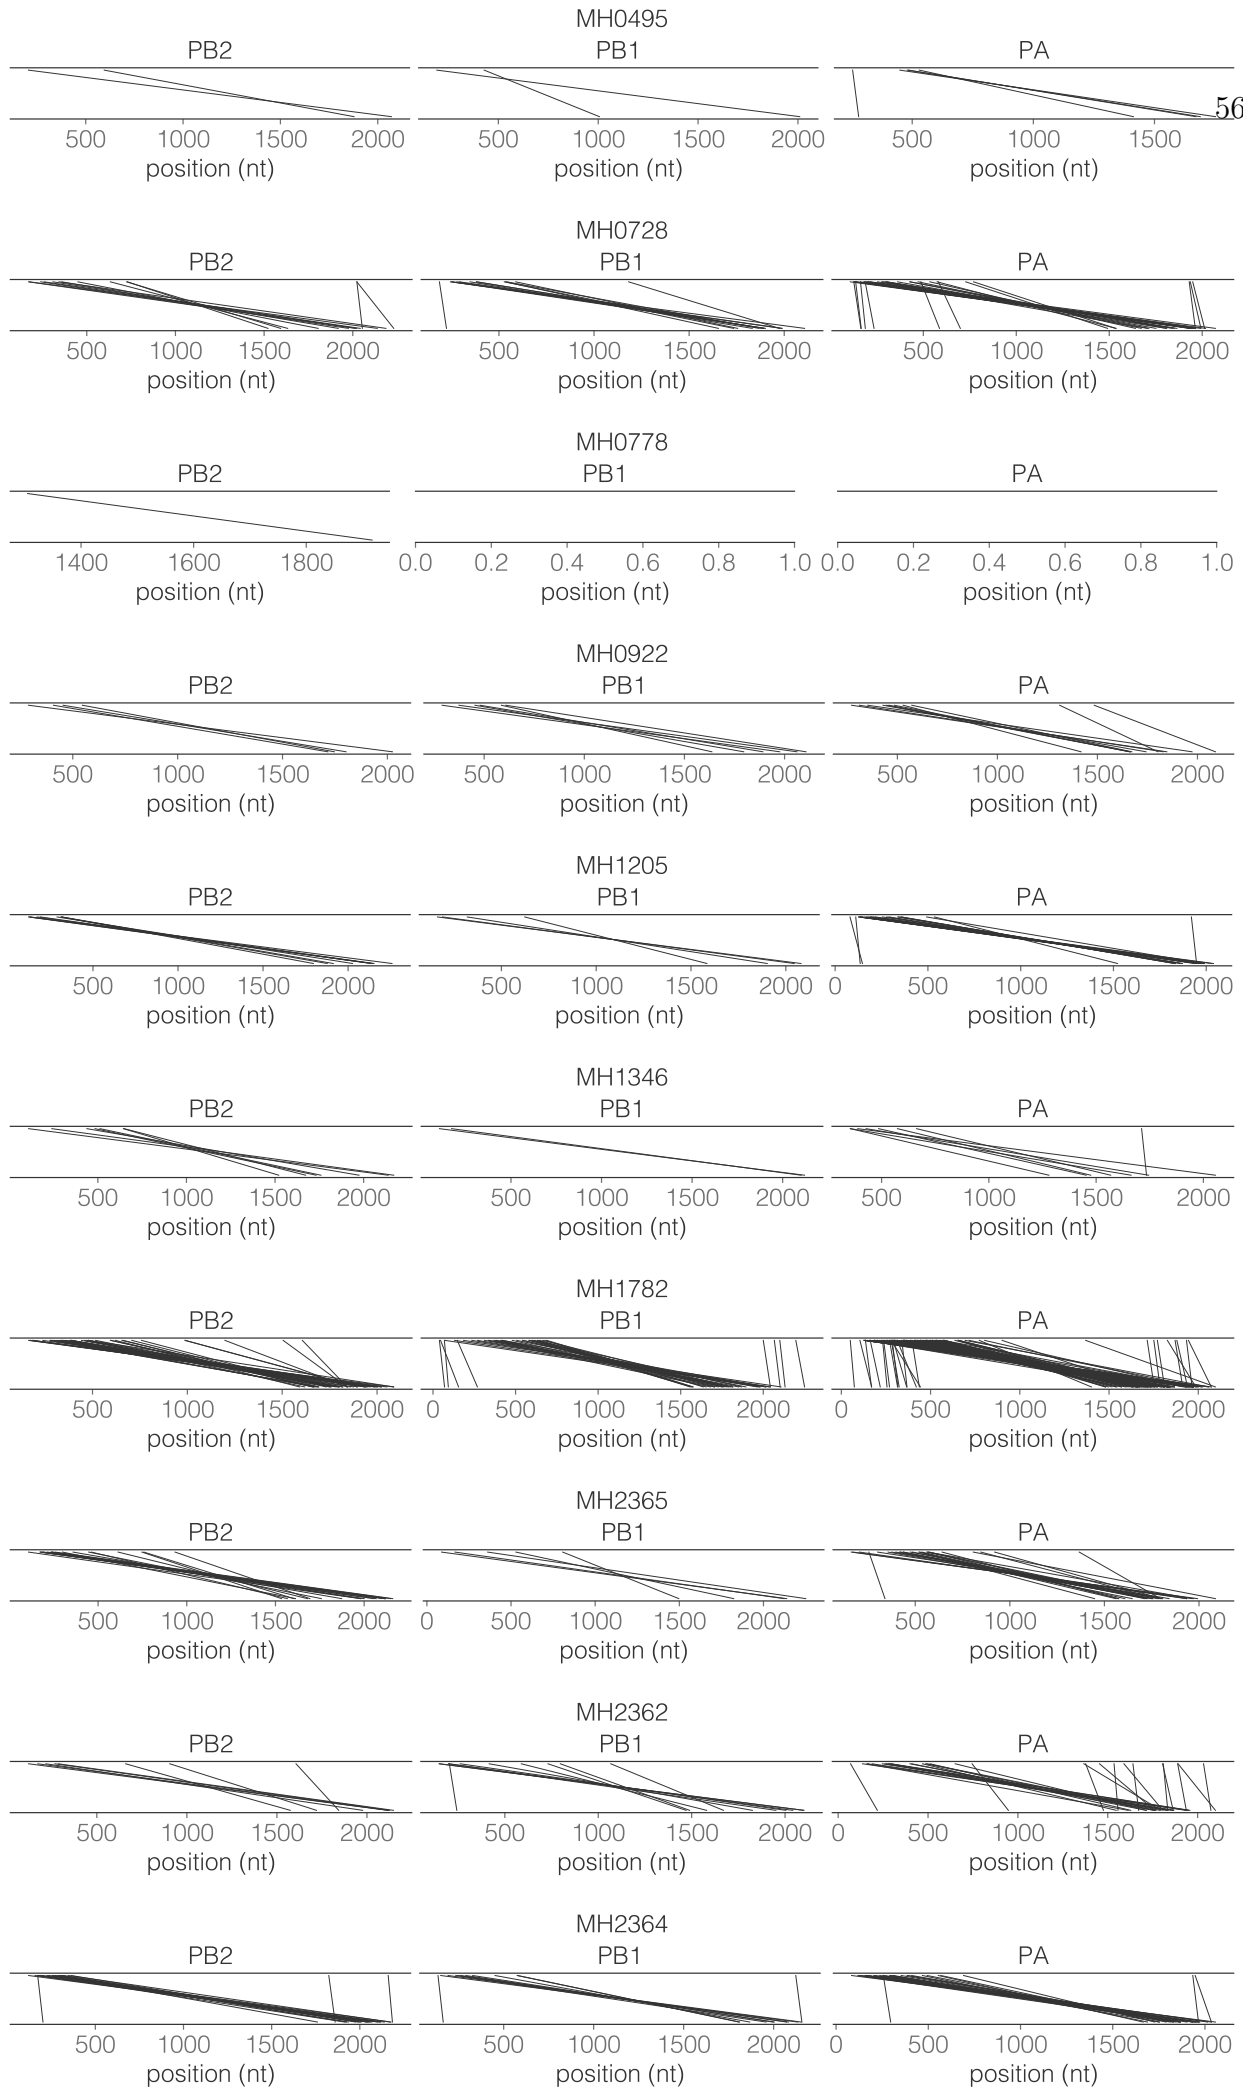 MH0495
PB2 PB1 PA
56
500 1000 1500 2000 500 1000 1500 2000 500 1000 1500
position (nt) position (nt) position (nt)
MH0728
PB2 PB1 PA
500 1000 1500 2000 500 1000 1500 2000 500 1000 1500 2000
position (nt) position (nt) position (nt)
MH0778
PB2 PB1 PA
1400 1600 1800 0.0 0.2 0.4 0.6 0.8 1.0 0.0 0.2 0.4 0.6 0.8 1.0
position (nt) position (nt) position (nt)
MH0922
PB2 PB1 PA
500 1000 1500 2000 500 1000 1500 2000 500 1000 1500 2000
position (nt) position (nt) position (nt)
MH1205
PB2 PB1 PA
500 1000 1500 2000 500 1000 1500 2000 0 500 1000 1500 2000
position (nt) position (nt) position (nt)
MH1346
PB2 PB1 PA
500 1000 1500 2000 500 1000 1500 2000 500 1000 1500 2000
position (nt) position (nt) position (nt)
MH1782
PB2 PB1 PA
500 1000 1500 2000 0 500 1000 1500 2000 0 500 1000 1500 2000
position (nt) position (nt) position (nt)
MH2365
PB2 PB1 PA
500 1000 1500 2000 0 500 1000 1500 2000 500 1000 1500 2000
position (nt) position (nt) position (nt)
MH2362
PB2 PB1 PA
500 1000 1500 2000 500 1000 1500 2000 0 500 1000 1500 2000
position (nt) position (nt) position (nt)
MH2364
PB2 PB1 PA
500 1000 1500 2000 500 1000 1500 2000 0 500 1000 1500 2000
position (nt) position (nt) position (nt)